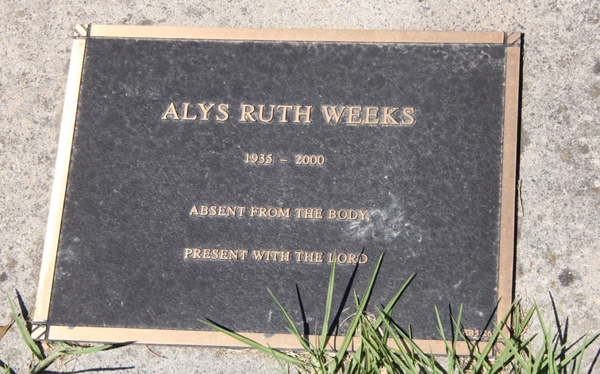 ALYS RUTH WEEKS
1935 – 2000
ABSENT FROM THE BODY,
PRESENT WITH THE LORD